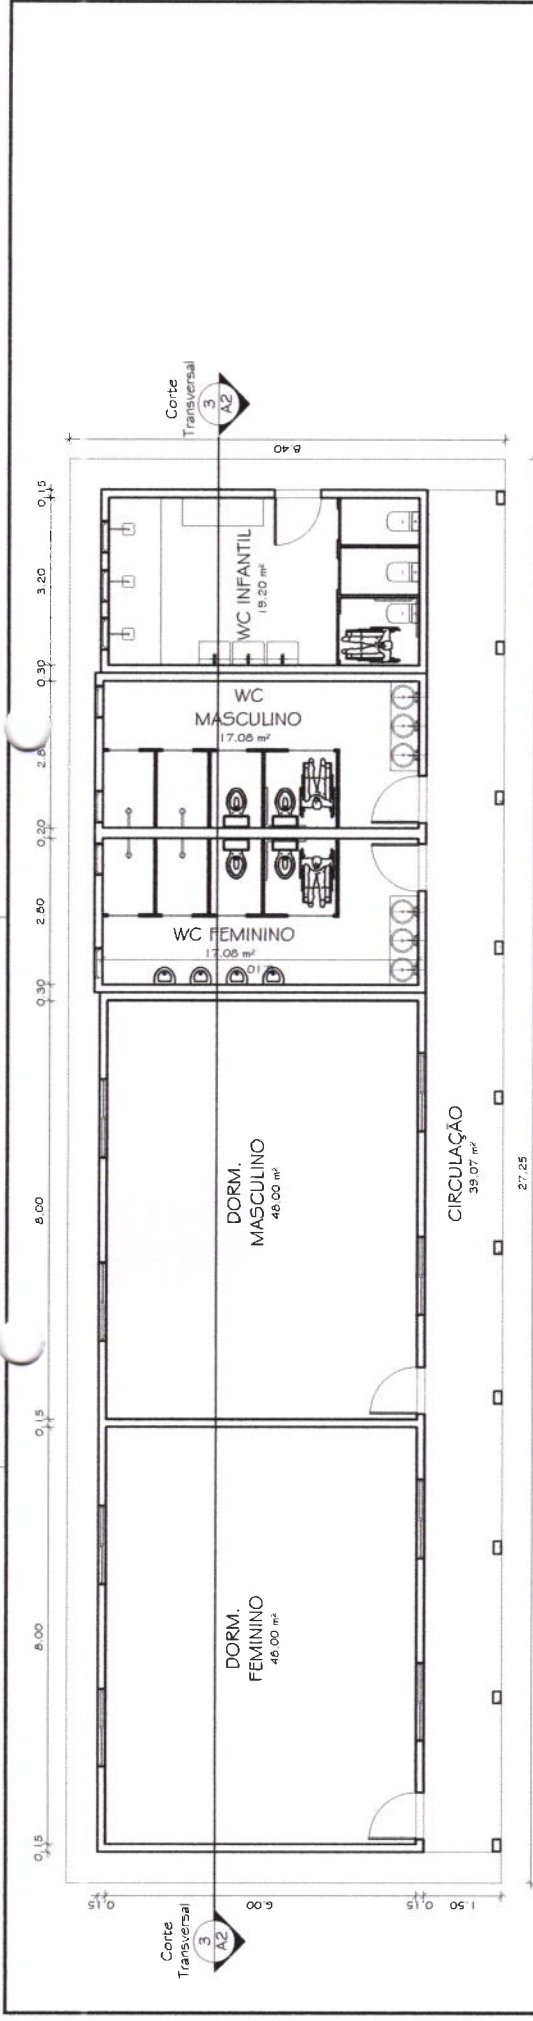 Corte
Transversal
3
A2
8.40
0,15
3.20
0,30
2.8
0,20
2.80
0,30
8.00
0,15
8.00
0,15
WC INFANTIL
19.20 m²
WC
MASCULINO
17.08 m²
WC FEMININO
17.08 m²
DORM.
MASCULINO
48.00 m²
CIRCULAÇÃO
39.07 m²
27.25
DORM.
FEMININO
48.00 m²
0,15
6.00
0,15
1.50
Corte
Transversal
3
A2